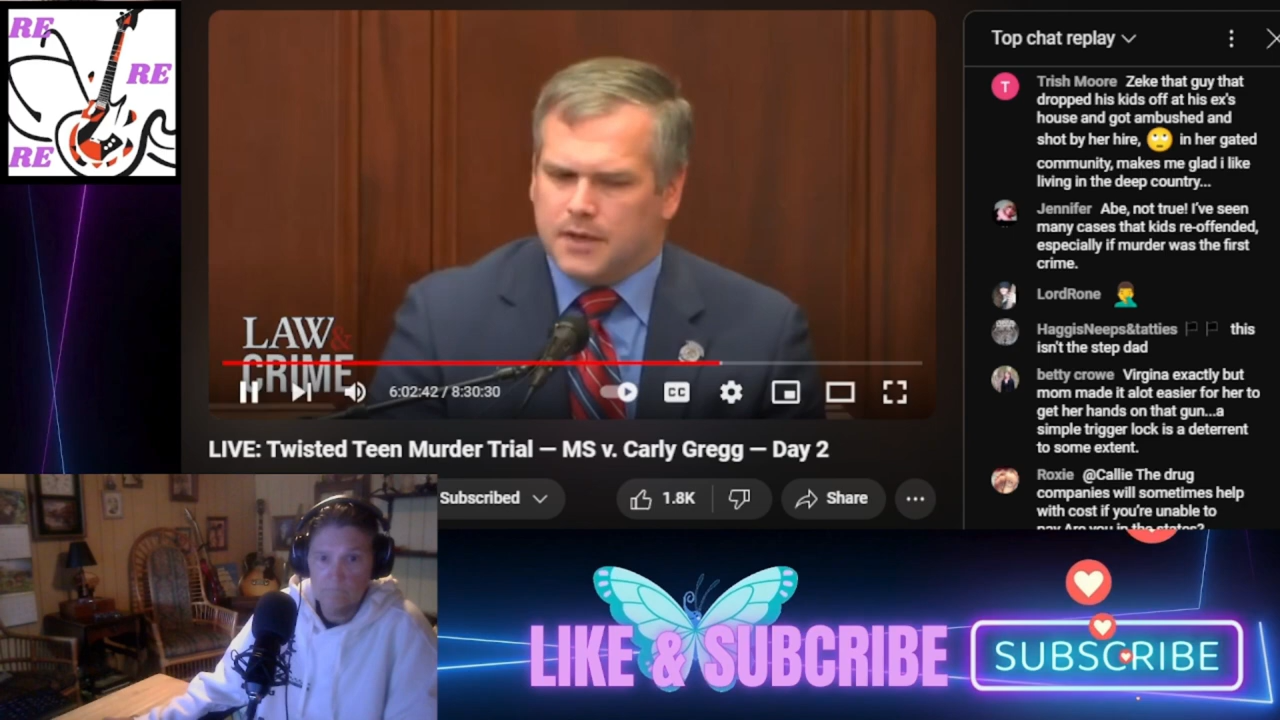 RE
RE
RE
LAW &
CRIME
6:02:42 / 8:30:30
CC
LIVE: Twisted Teen Murder Trial — MS v. Carly Gregg — Day 2
Subscribed
1.8K
Share
Top chat replay
T
Trish Moore Zeke that guy that
dropped his kids off at his ex's
house and got ambushed and
shot by her hire, 🙄 in her gated
community, makes me glad i like
living in the deep country...
Jennifer Abe, not true! I've seen
many cases that kids re-offended,
especially if murder was the first
crime.
LordRone 🤦‍♂️
HaggisNeeps&tatties 🏴 🏴 this
isn't the step dad
betty crowe Virgina exactly but
mom made it alot easier for her to
get her hands on that gun...a
simple trigger lock is a deterrent
to some extent.
Roxie @Callie The drug
companies will sometimes help
with cost if you're unable to
pay.Are you in the states?
LIKE & SUBCRIBE
SUBSCRIBE